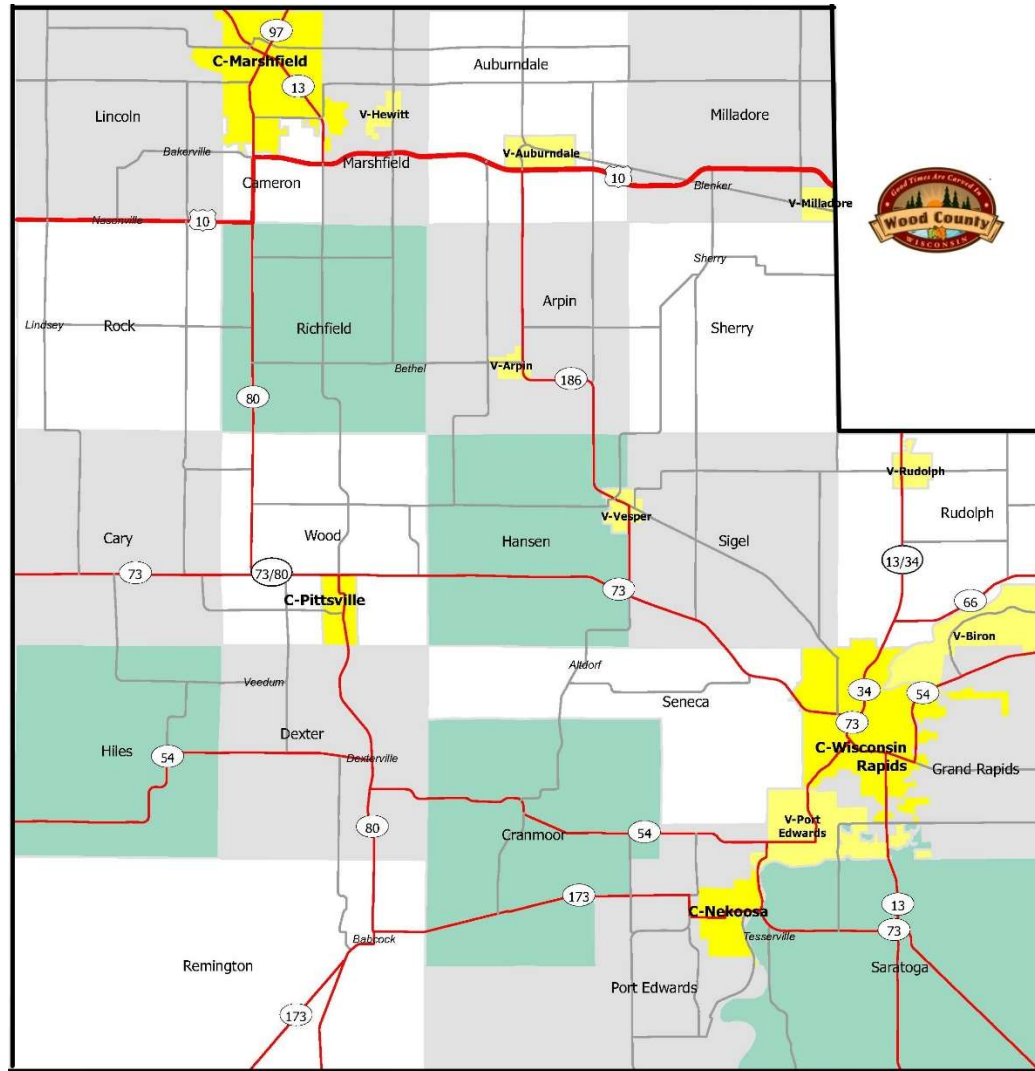 97
C-Marshfield
Auburndale
13
Lincoln
V-Hewitt
Milladore
Bakerville
V-Auburndale
Marshfield
10
Cameron
Blenker
V-Milladore
Nasonville
10
Good Times Are Carved In
Wood County
WISCONSIN
Sherry
Arpin
Lindsey
Rock
Richfield
Sherry
Bethel
V-Arpin
186
80
V-Rudolph
V-Vesper
Rudolph
Cary
Wood
Hansen
Sigel
13/34
73
73/80
73
C-Pittsville
66
V-Biron
Altdorf
Veedum
Seneca
34
54
73
Hiles
54
Dexter
Dexterville
C-Wisconsin
Rapids
Grand Rapids
80
Cranmoor
54
V-Port
Edwards
173
C-Nekoosa
13
73
Babcock
Tesserville
Remington
Saratoga
Port Edwards
173